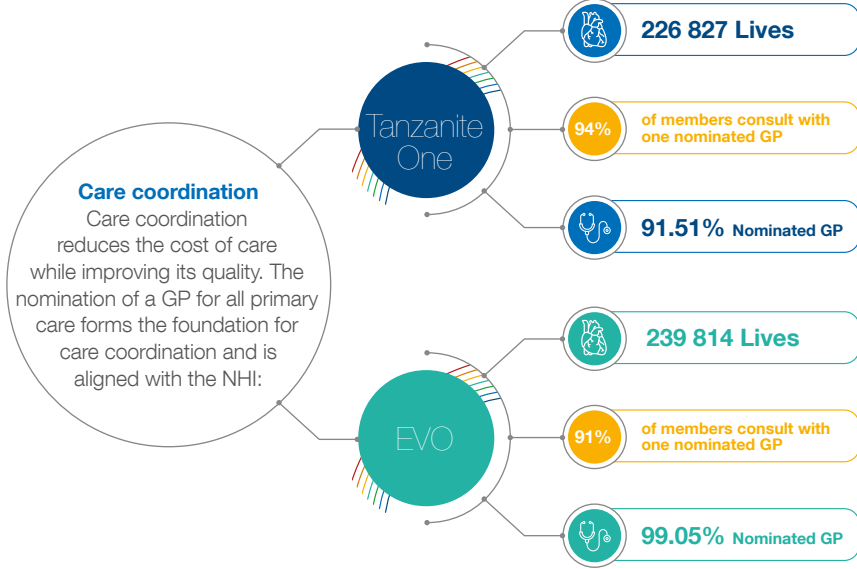 Care coordination
Care coordination
reduces the cost of care
while improving its quality. The
nomination of a GP for all primary
care forms the foundation for
care coordination and is
aligned with the NHI:
Tanzanite
One
226 827 Lives
94%
of members consult with
one nominated GP
91.51% Nominated GP
EVO
239 814 Lives
91%
of members consult with
one nominated GP
99.05% Nominated GP